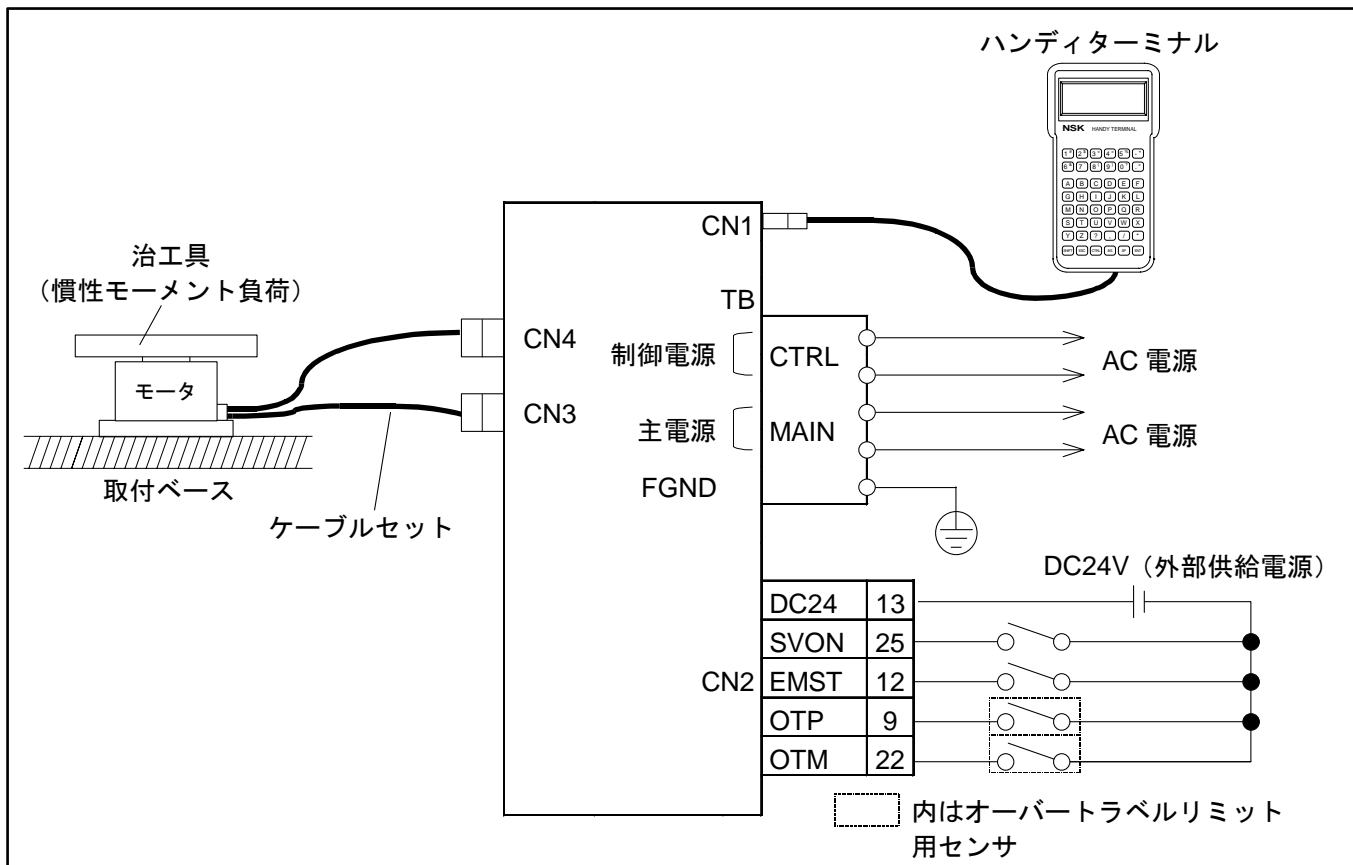 ハンディターミナル
NSK HANDY TERMINAL
A B C D E F
G H I J K L
M N O P Q R
S T U V W X
CN1
治工具
（慣性モーメント負荷）
TB
CN4
制御電源
CTRL
AC 電源
モータ
CN3
主電源
MAIN
AC 電源
取付ベース
FGND
ケーブルセット
DC24V（外部供給電源）
DC24 13
SVON 25
CN2 EMST 12
OTP 9
OTM 22
内はオーバートラベルリミット
用センサ